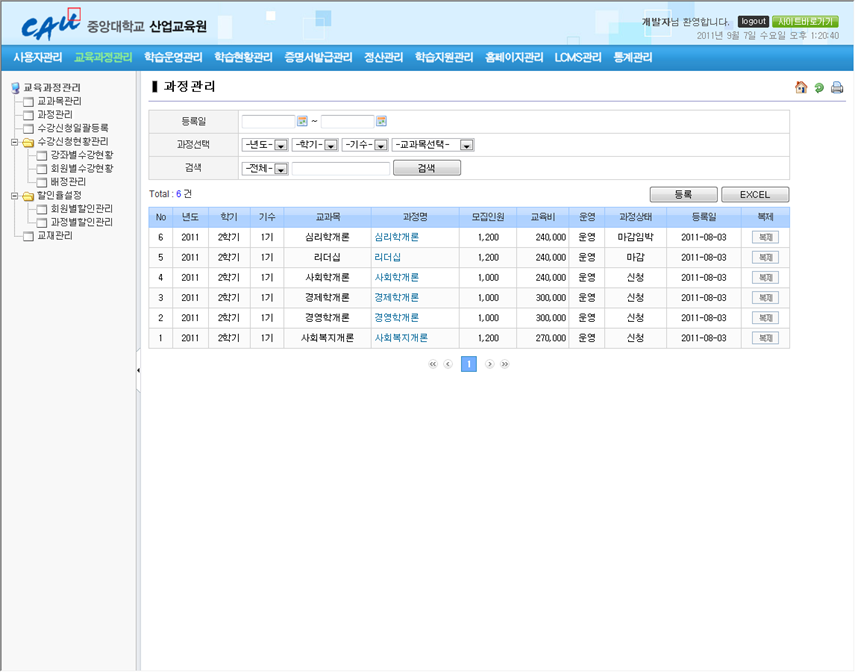 CAU 중앙대학교 산업교육원
개발자님 환영합니다. logout 사이트바로가기
2011년 9월 7일 수요일 오후 1:20:40
사용자관리 교육과정관리 학습운영관리 학습현황관리 증명서발급관리 정산관리 학습지원관리 홈페이지관리 LCMS관리 통계관리
교육과정관리
교과목관리
과정관리
수강신청일괄등록
수강신청현황관리
강좌별수강현황
회원별수강현황
배정관리
할인율설정
회원별할인관리
과정별할인관리
교재관리
과정관리
등록일 ~
과정선택 -년도- -학기- -기수- -교과목선택-
검색 -전체- 검색
Total : 6 건 등록 EXCEL
No 년도 학기 기수 교과목 과정명 모집인원 교육비 운영 과정상태 등록일 복제
6 2011 2학기 1기 심리학개론 심리학개론 1,200 240,000 운영 마감임박 2011-08-03 복제
5 2011 2학기 1기 리더십 리더십 1,200 240,000 운영 마감 2011-08-03 복제
4 2011 2학기 1기 사회학개론 사회학개론 1,000 240,000 운영 신청 2011-08-03 복제
3 2011 2학기 1기 경제학개론 경제학개론 1,000 300,000 운영 신청 2011-08-03 복제
2 2011 2학기 1기 경영학개론 경영학개론 1,000 300,000 운영 신청 2011-08-03 복제
1 2011 2학기 1기 사회복지개론 사회복지개론 1,200 270,000 운영 신청 2011-08-03 복제
1